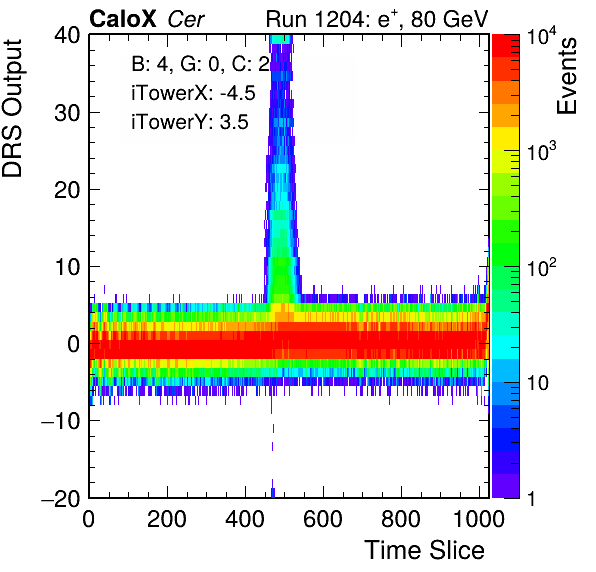 CaloX Cer Run 1204: e+, 80 GeV
DRS Output
Events
B: 4, G: 0, C: 2
iTowerX: -4.5
iTowerY: 3.5
40
30
20
10
0
−10
−20
0 200 400 600 800 1000
Time Slice
10^4
10^3
10^2
10
1